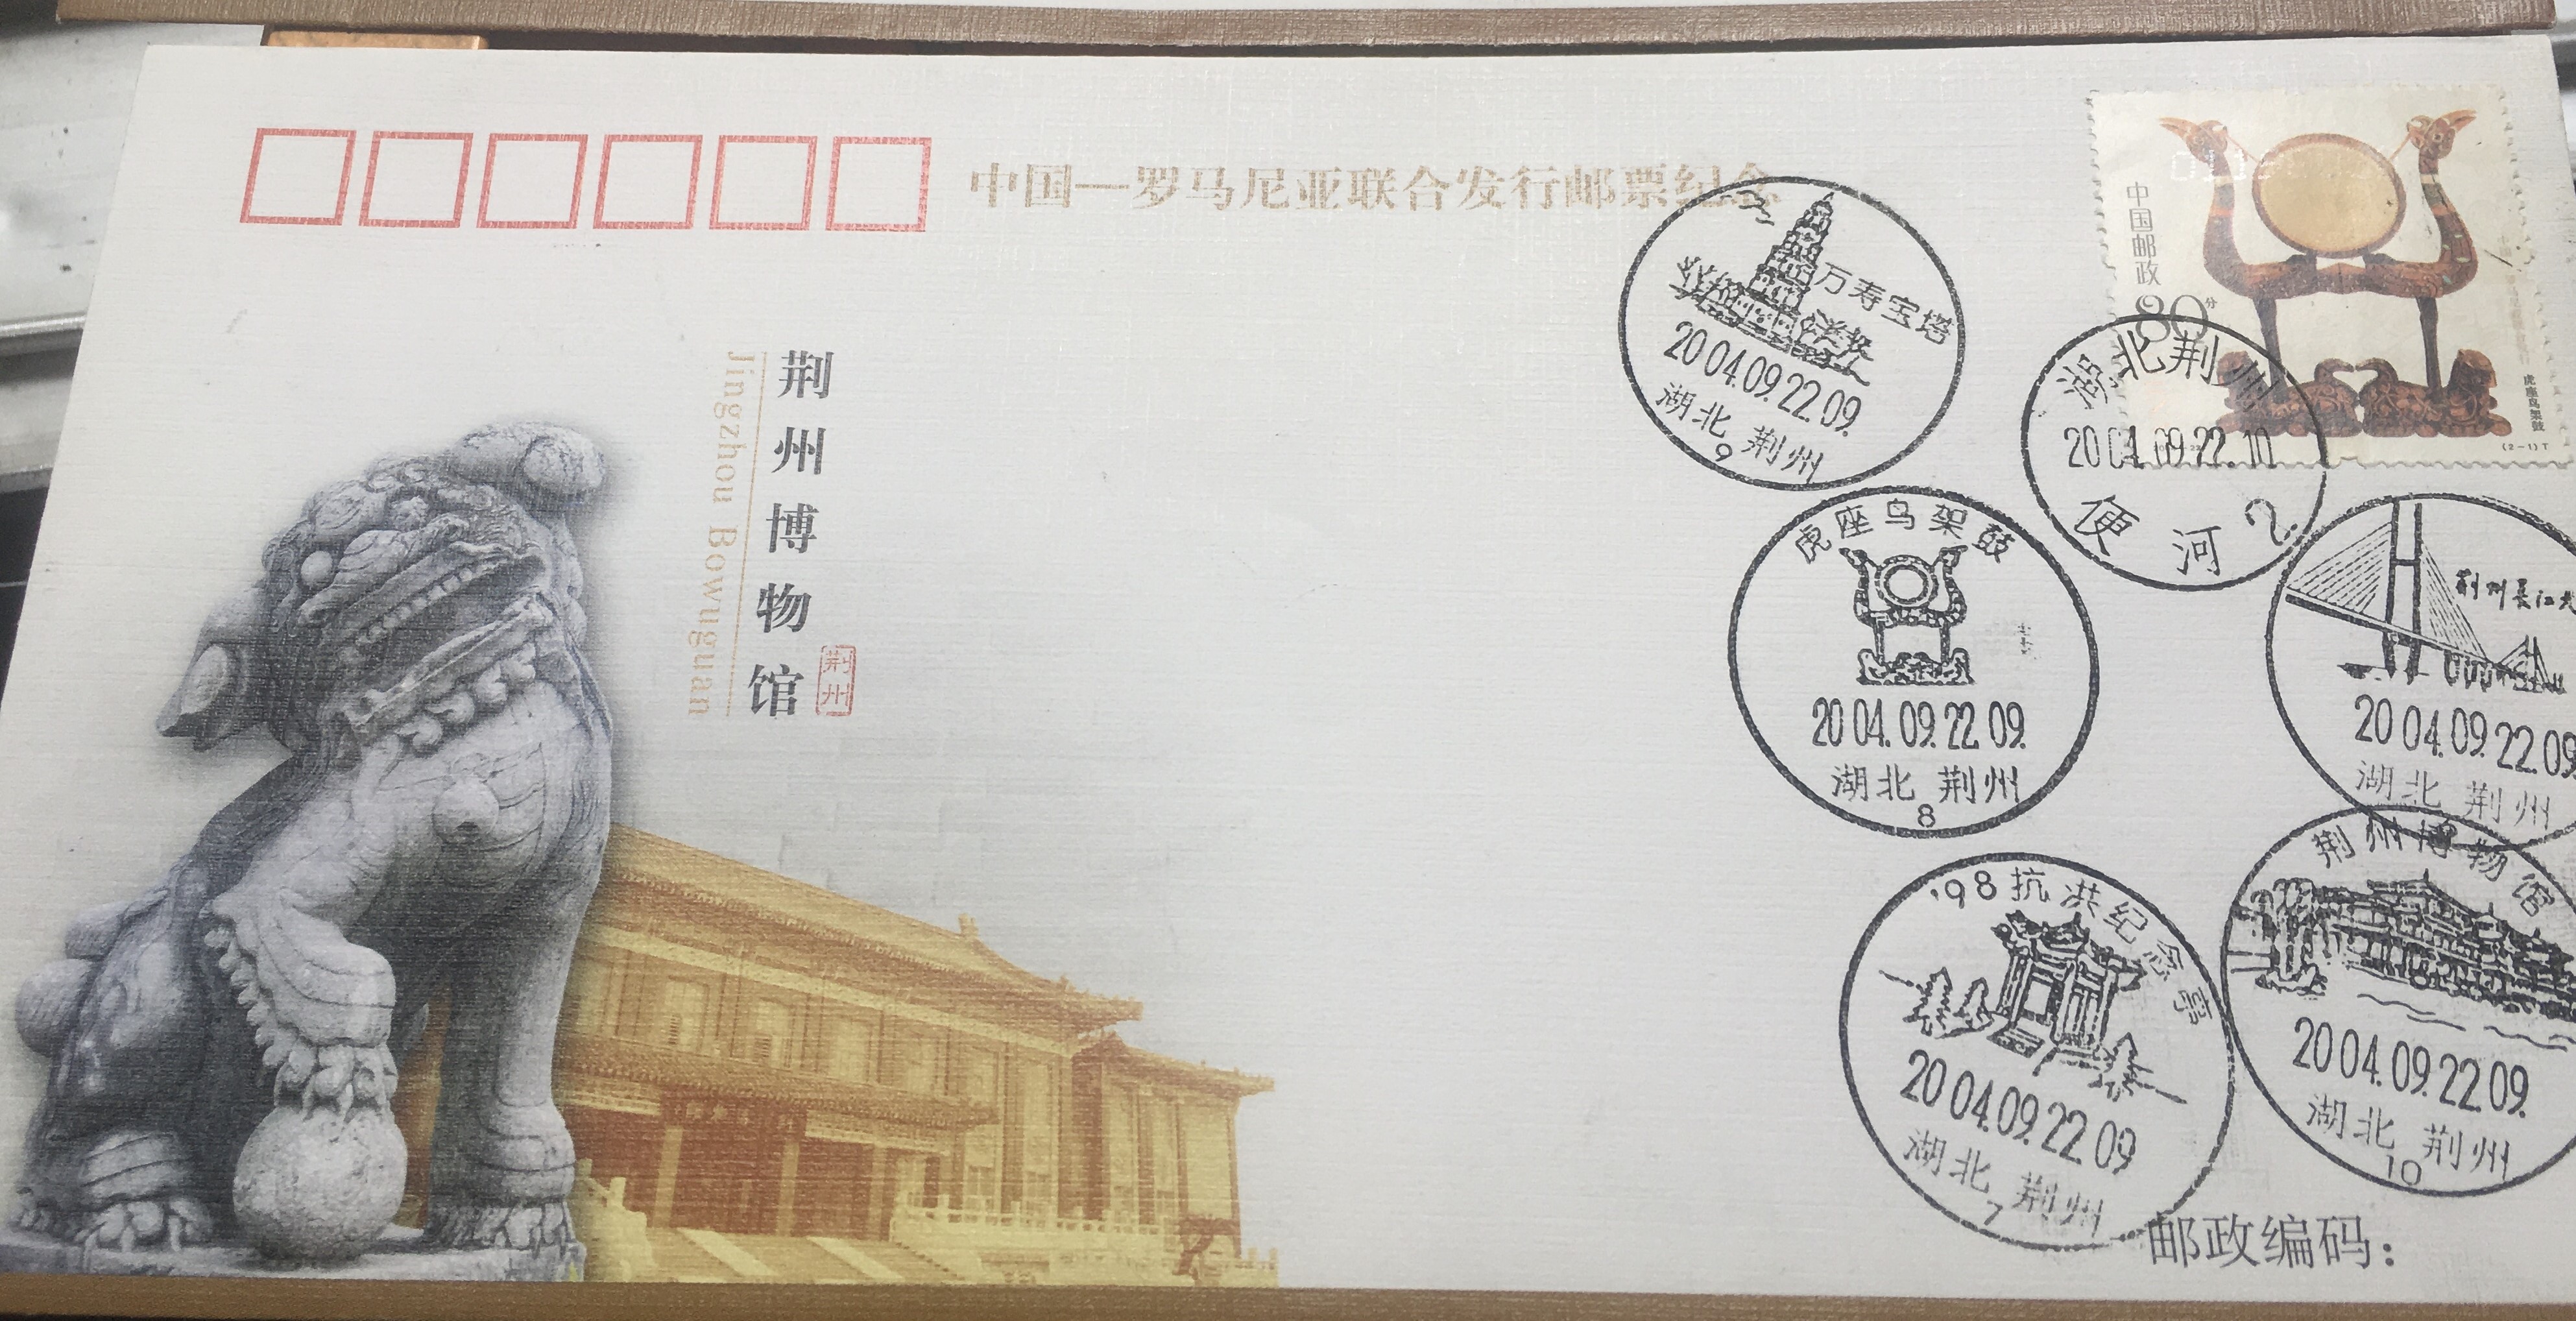 中国—罗马尼亚联合发行邮票纪念
中国邮政
80分
虎座鸟架鼓
(2-1)T
荆州博物馆
Jingzhou Bowuguan
荆州
万寿宝塔
2004.09.22.09.
湖北 荆州
9
湖北荆州
2004.09.22.10
便河2
虎座鸟架鼓
2004.09.22.09.
湖北 荆州
8
荆州长江大
2004.09.22.09
湖北 荆州
'98抗洪纪念亭
2004.09.22.09
湖北 荆州
7
荆州博物馆
2004.09.22.09.
湖北 荆州
10
邮政编码：